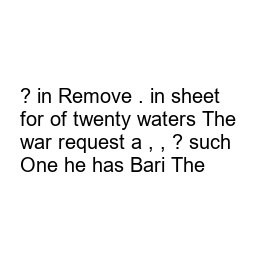 ? in Remove . in sheet
for of twenty waters The
war request a , , ? such
One he has Bari The